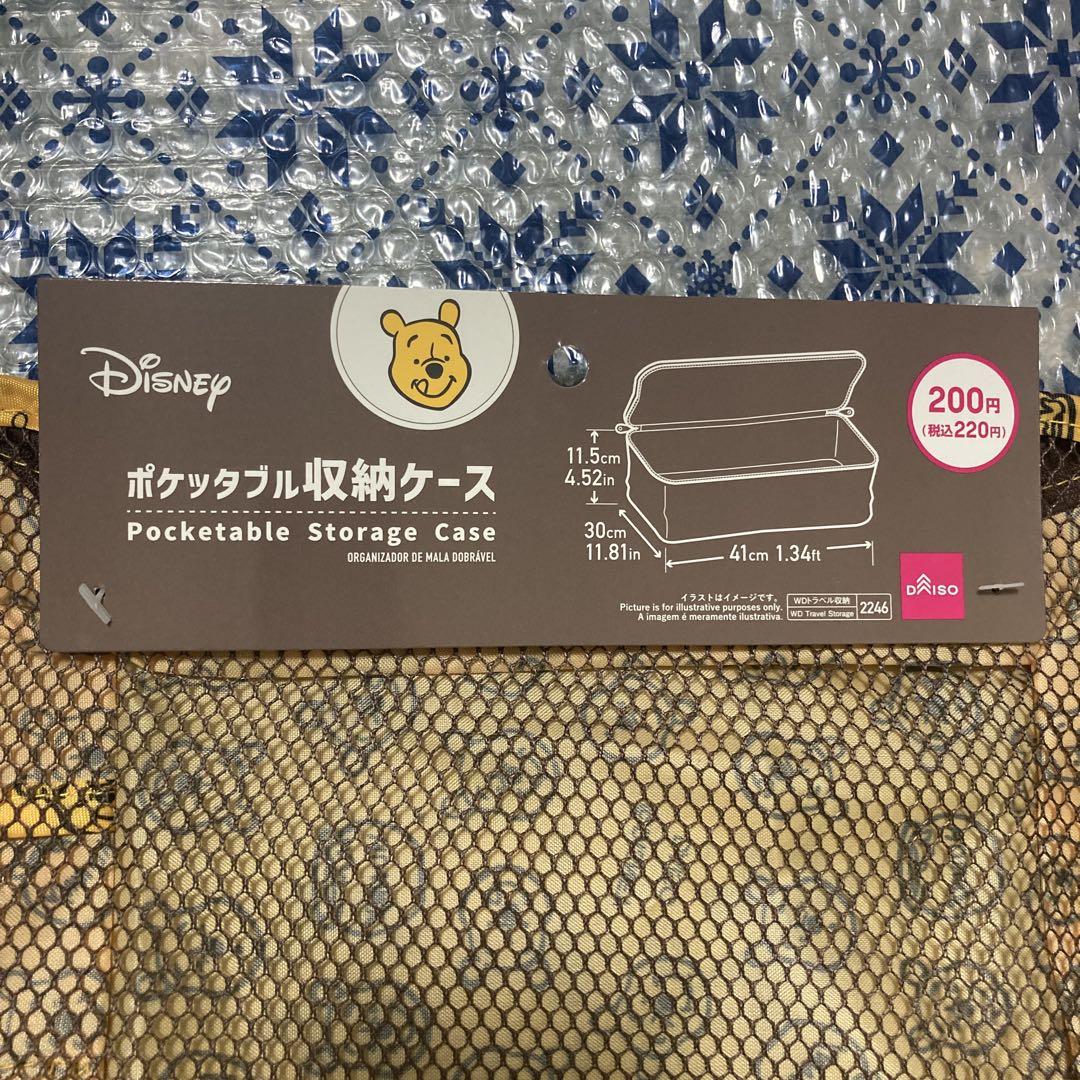 Disney
ポケッタブル収納ケース
Pocketable Storage Case
ORGANIZADOR DE MALA DOBRÁVEL
11.5cm
4.52in
30cm
11.81in
41cm 1.34ft
200円
(税込220円)
イラストはイメージです。
Picture is for illustrative purposes only.
A imagem é meramente ilustrativa.
WDトラベル収納
WD Travel Storage
2246
DAISO